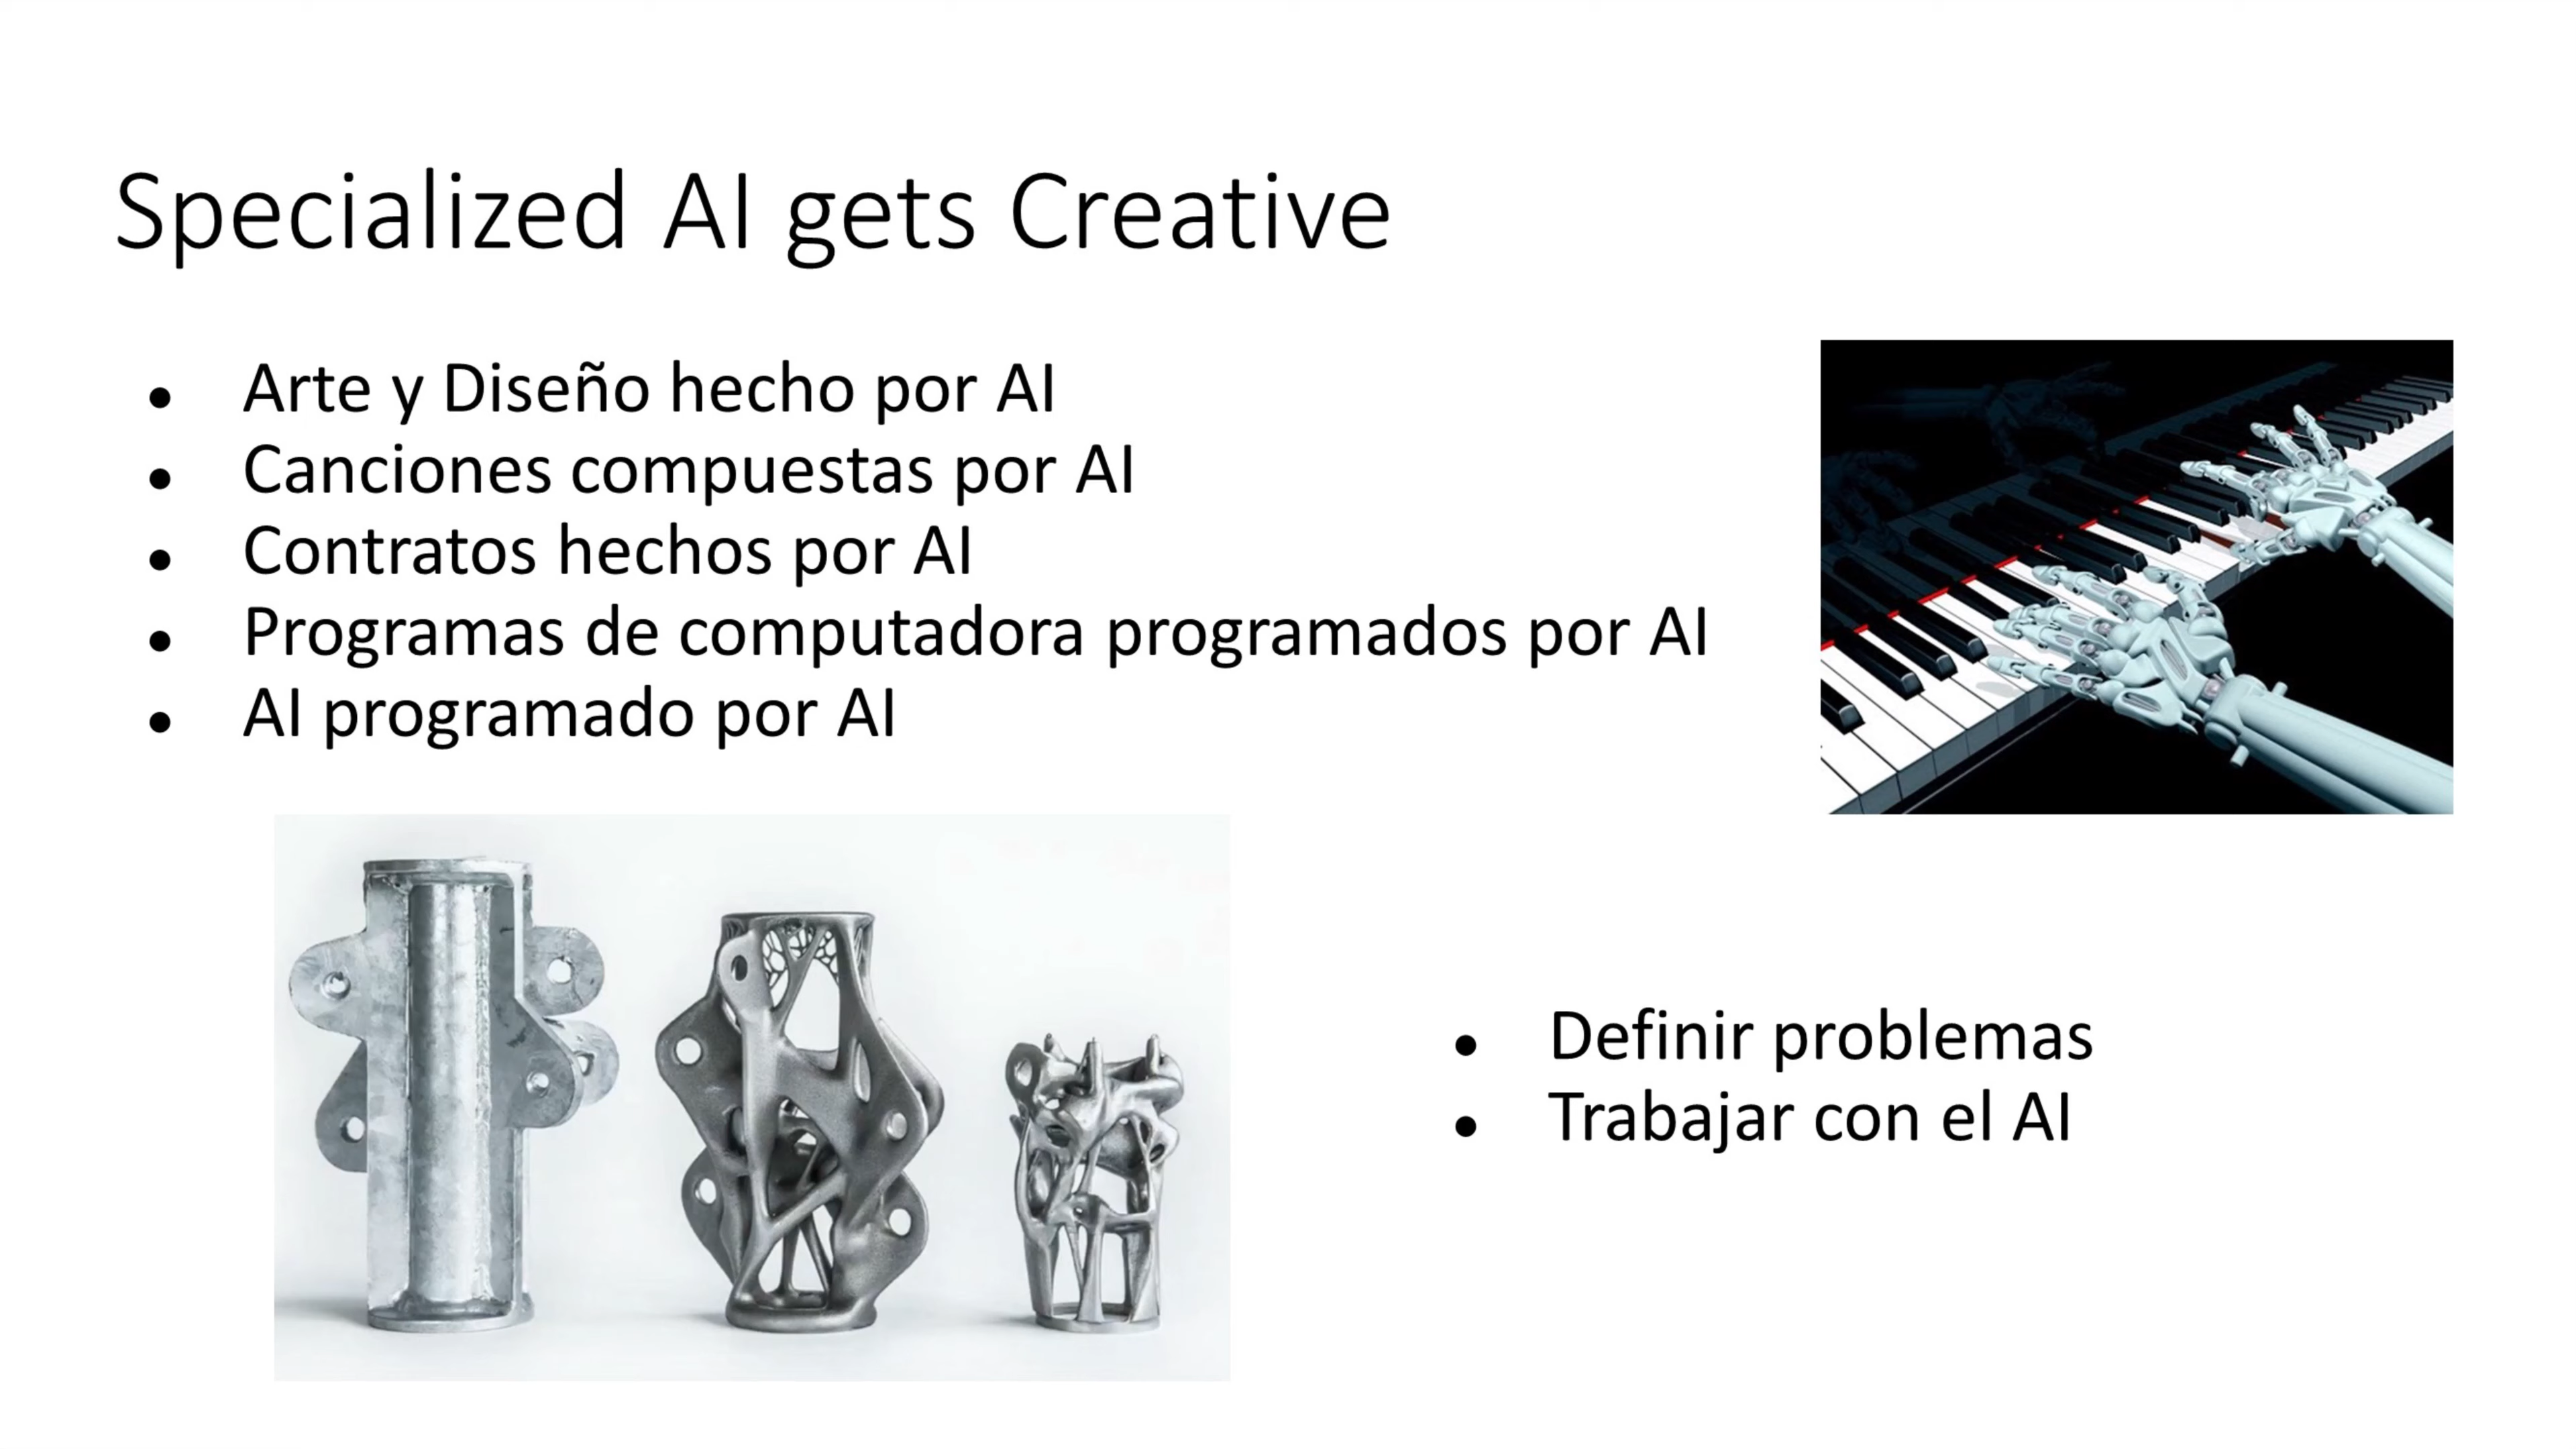 Specialized AI gets Creative
• Arte y Diseño hecho por AI
• Canciones compuestas por AI
• Contratos hechos por AI
• Programas de computadora programados por AI
• AI programado por AI
• Definir problemas
• Trabajar con el AI